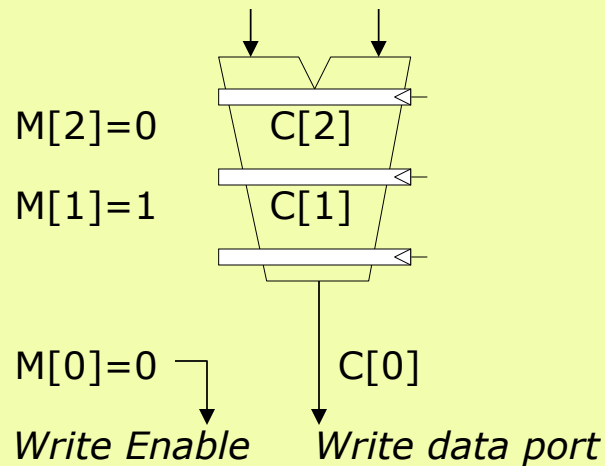 M[2]=0 C[2]
M[1]=1 C[1]
M[0]=0 C[0]
Write Enable Write data port